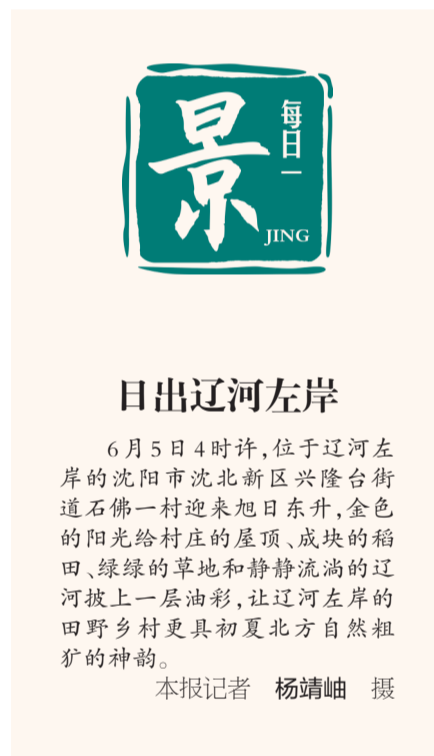 每日一
景
JING
日出辽河左岸
6月5日4时许,位于辽河左
岸的沈阳市沈北新区兴隆台街
道石佛一村迎来旭日东升,金色
的阳光给村庄的屋顶、成块的稻
田、绿绿的草地和静静流淌的辽
河披上一层油彩,让辽河左岸的
田野乡村更具初夏北方自然粗
犷的神韵。
本报记者 杨靖岫 摄